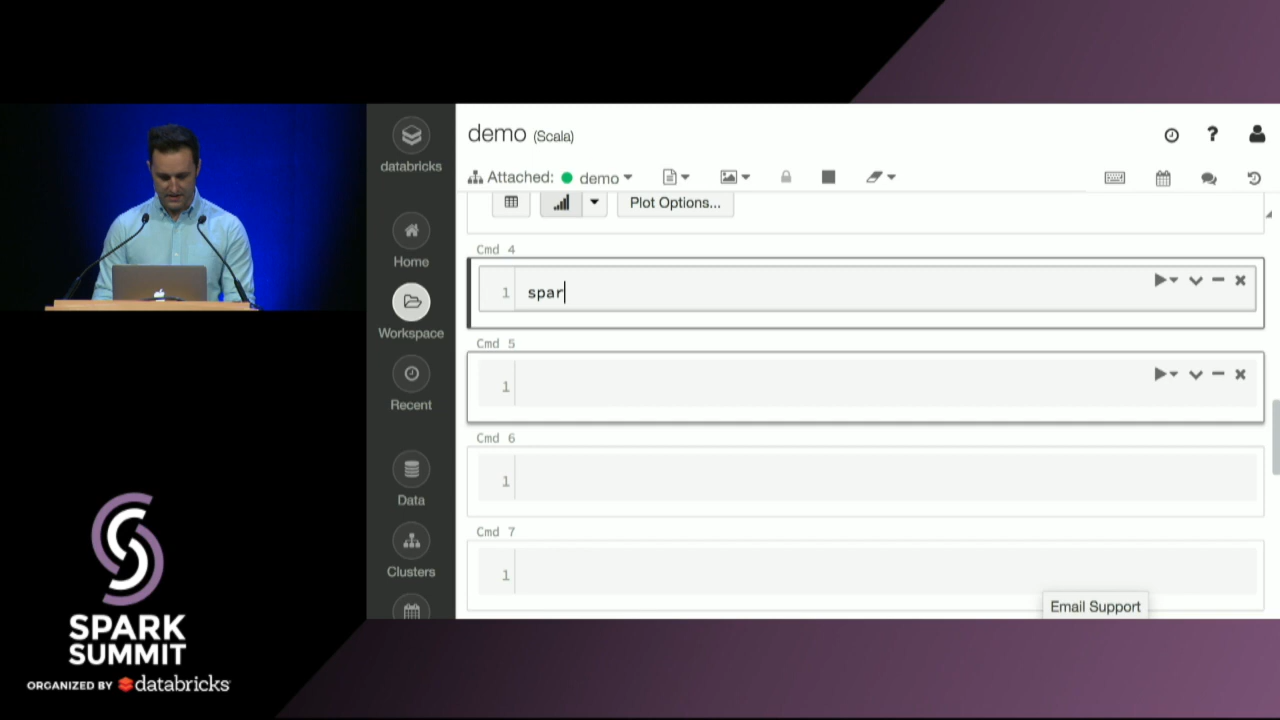 demo (Scala)
databricks
Attached: demo
Plot Options...
Home
Workspace
Recent
Data
Clusters
Cmd 4
1 spar
Cmd 5
1
Cmd 6
1
Cmd 7
1
Email Support
SPARK
SUMMIT
ORGANIZED BY databricks